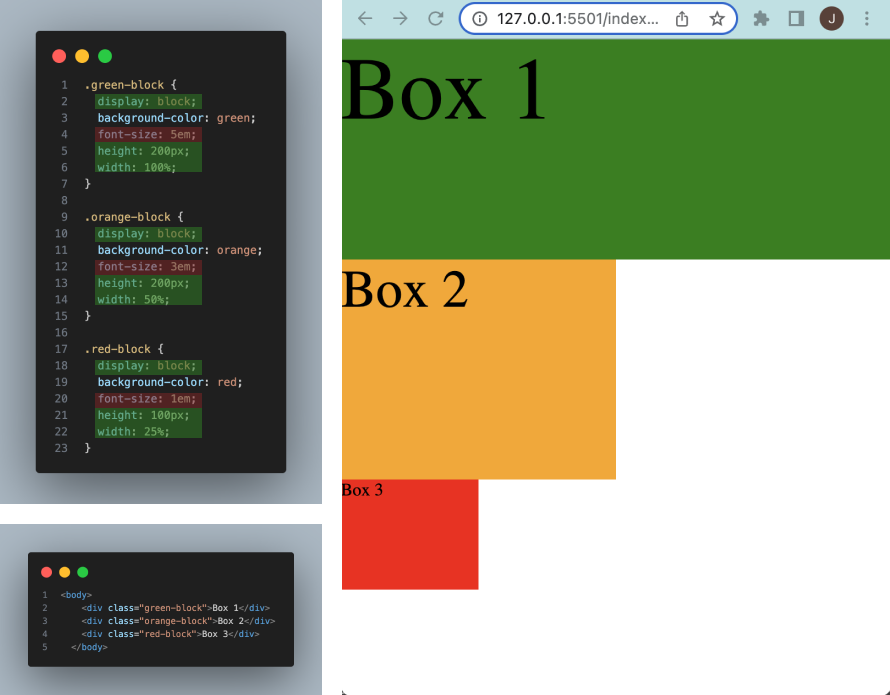 1 .green-block {
2 display: block;
3 background-color: green;
4 font-size: 5em;
5 height: 200px;
6 width: 100%;
7 }
8
9 .orange-block {
10 display: block;
11 background-color: orange;
12 font-size: 3em;
13 height: 200px;
14 width: 50%;
15 }
16
17 .red-block {
18 display: block;
19 background-color: red;
20 font-size: 1em;
21 height: 100px;
22 width: 25%;
23 }
1 <body>
2 <div class="green-block">Box 1</div>
3 <div class="orange-block">Box 2</div>
4 <div class="red-block">Box 3</div>
5 </body>
127.0.0.1:5501/index...
J
Box 1
Box 2
Box 3